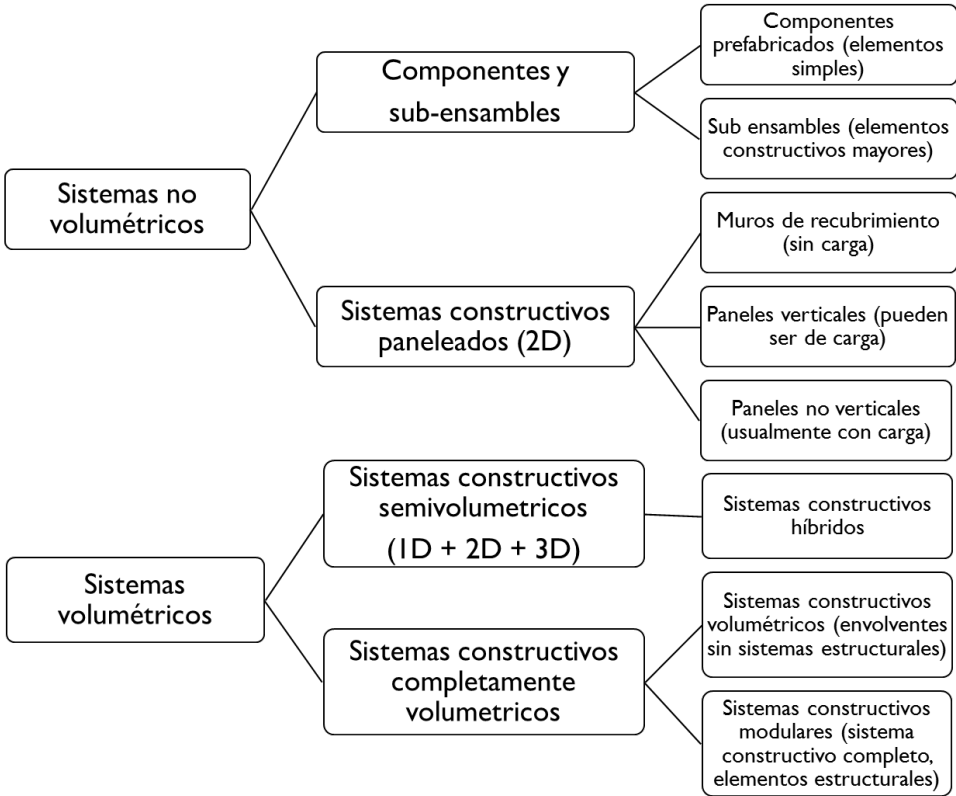 Sistemas no
volumétricos
Componentes y
sub-ensambles
Componentes
prefabricados (elementos
simples)
Sub ensambles (elementos
constructivos mayores)
Sistemas constructivos
paneleados (2D)
Muros de recubrimiento
(sin carga)
Paneles verticales (pueden
ser de carga)
Paneles no verticales
(usualmente con carga)
Sistemas
volumétricos
Sistemas constructivos
semivolumetricos
(1D + 2D + 3D)
Sistemas constructivos
híbridos
Sistemas constructivos
completamente
volumetricos
Sistemas constructivos
volumétricos (envolventes
sin sistemas estructurales)
Sistemas constructivos
modulares (sistema
constructivo completo,
elementos estructurales)